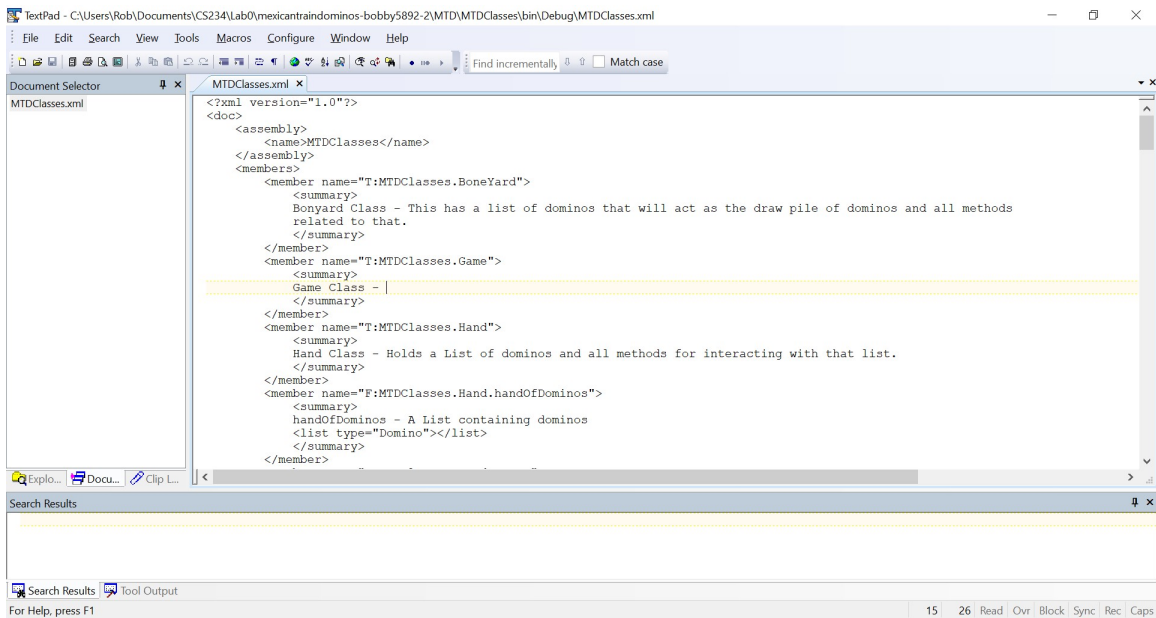 TextPad - C:\Users\Rob\Documents\CS234\Lab0\mexicantraindominos-bobby5892-2\MTD\MTDClasses\bin\Debug\MTDClasses.xml
File Edit Search View Tools Macros Configure Window Help
Find incrementally Match case
Document Selector
MTDClasses.xml
MTDClasses.xml
<?xml version="1.0"?>
<doc>
<assembly>
<name>MTDClasses</name>
</assembly>
<members>
<member name="T:MTDClasses.BoneYard">
<summary>
Bonyard Class - This has a list of dominos that will act as the draw pile of dominos and all methods
related to that.
</summary>
</member>
<member name="T:MTDClasses.Game">
<summary>
Game Class -
</summary>
</member>
<member name="T:MTDClasses.Hand">
<summary>
Hand Class - Holds a List of dominos and all methods for interacting with that list.
</summary>
</member>
<member name="F:MTDClasses.Hand.handOfDominos">
<summary>
handOfDominos - A List containing dominos
<list type="Domino"></list>
</summary>
</member>
Explo... Docu... Clip L...
Search Results
Search Results Tool Output
For Help, press F1 15 26 Read Ovr Block Sync Rec Caps